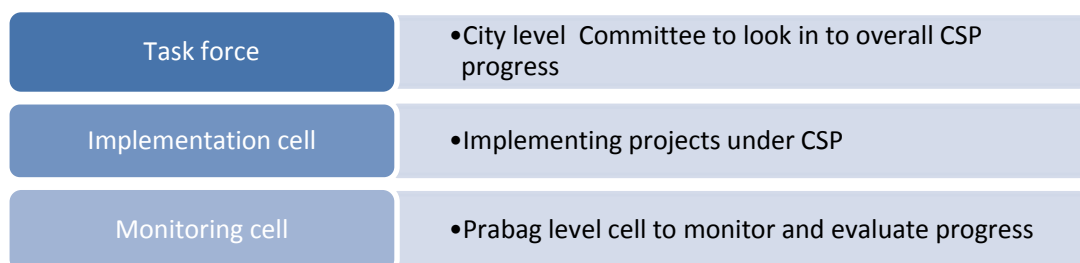 Task force
•City level Committee to look in to overall CSP
progress
Implementation cell
•Implementing projects under CSP
Monitoring cell
•Prabag level cell to monitor and evaluate progress